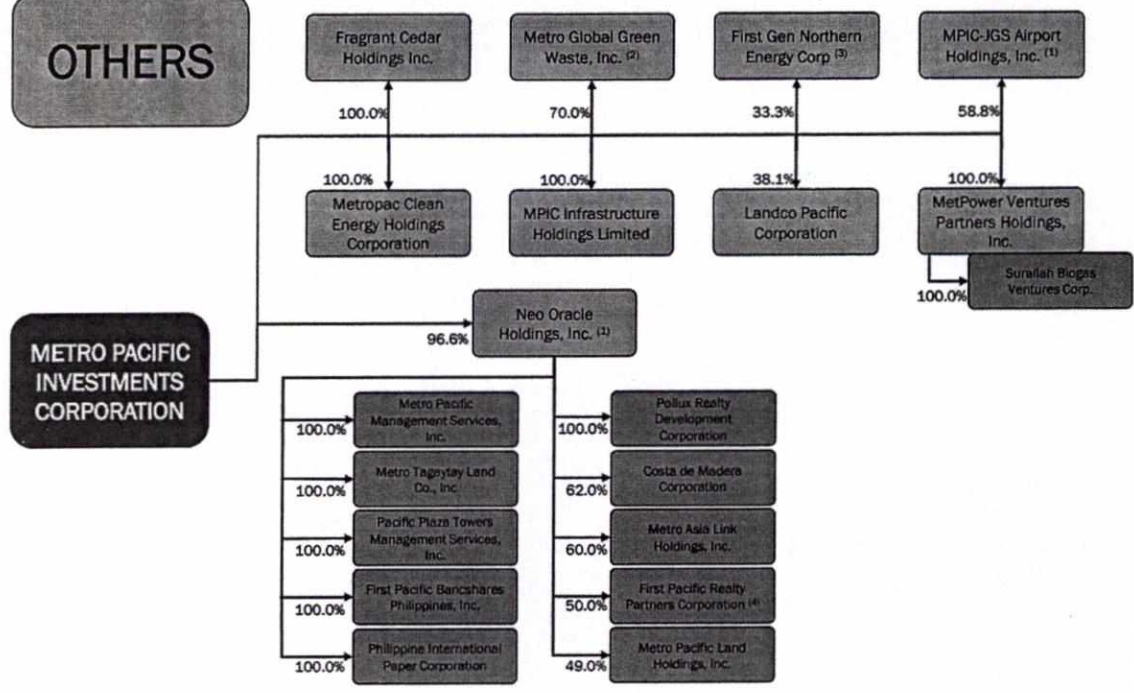 OTHERS
Fragrant Cedar
Holdings Inc.
Metro Global Green
Waste, Inc. (2)
First Gen Northern
Energy Corp (3)
MPIC-JGS Airport
Holdings, Inc. (1)
100.0%
70.0%
33.3%
58.8%
100.0%
100.0%
38.1%
100.0%
Metropac Clean
Energy Holdings
Corporation
MPIC Infrastructure
Holdings Limited
Landco Pacific
Corporation
MetPower Ventures
Partners Holdings,
Inc.
100.0%
Surallah Biogas
Ventures Corp.
METRO PACIFIC
INVESTMENTS
CORPORATION
96.6%
Neo Oracle
Holdings, Inc. (1)
100.0%
Metro Pacific
Management Services,
Inc.
100.0%
Pollux Realty
Development
Corporation
100.0%
Metro Tagaytay Land
Co., Inc
62.0%
Costa de Madera
Corporation
100.0%
Pacific Plaza Towers
Management Services,
Inc.
60.0%
Metro Asia Link
Holdings, Inc.
100.0%
First Pacific Bancshares
Philippines, Inc.
50.0%
First Pacific Realty
Partners Corporation (4)
100.0%
Philippine International
Paper Corporation
49.0%
Metro Pacific Land
Holdings, Inc.